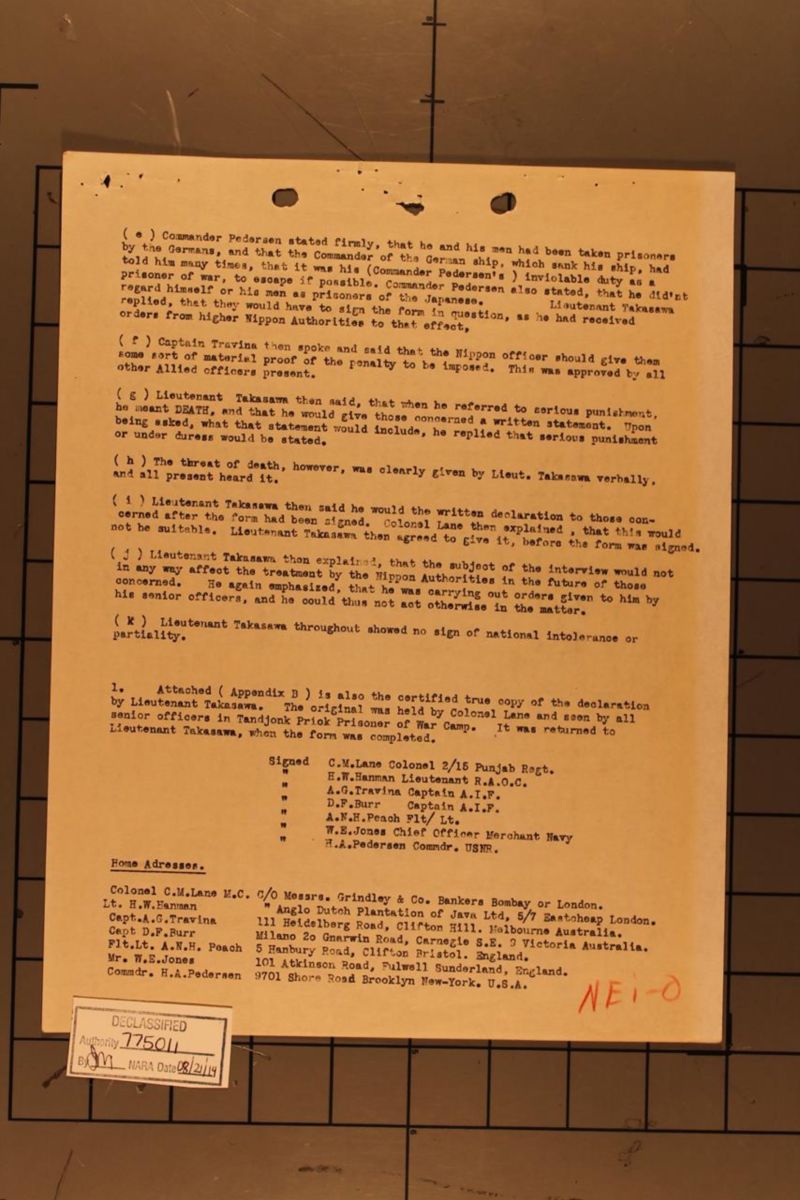 ( e ) Commander Pedersen stated firmly, that he and his men had been taken prisoners
by the Germans, and that the Commander of the German ship, which sank his ship, had
told him many times, that it was his (Commander Pedersen's ) inviolable duty as a
prisoner of war, to escape if possible. Commander Pedersen also stated, that he did'nt
regard himself or his men as prisoners of the Japanese. Lieutenant Takasawa
replied, that they would have to sign the form in question, as he had received
orders from higher Nippon Authorities to that effect,
( f ) Captain Travina then spoke and said that the Nippon officer should give them
some sort of material proof of the penalty to be imposed. This was approved by all
other Allied officers present.
( g ) Lieutenant Takasawa then said, that when he referred to serious punishment,
he meant DEATH, and that he would give those concerned a written statement. Upon
being asked, what that statement would include, he replied that serious punishment
or under duress would be stated.
( h ) The threat of death, however, was clearly given by Lieut. Takasawa verbally,
and all present heard it.
( i ) Lieutenant Takasawa then said he would the written declaration to those con-
cerned after the form had been signed. Colonel Lane then explained , that this would
not be suitable. Lieutenant Takasawa then agreed to give it, before the form was signed.
( j ) Lieutenant Takasawa then explained, that the subject of the interview would not
in any way affect the treatment by the Nippon Authorities in the future of those
concerned. He again emphasized, that he was carrying out orders given to him by
his senior officers, and he could thus not act otherwise in the matter.
( K ) Lieutenant Takasawa throughout showed no sign of national intolerance or
partiality.
1. Attached ( Appendix B ) is also the certified true copy of the declaration
by Lieutenant Takasawa. The original was held by Colonel Lane and seen by all
senior officers in Tandjonk Priok Prisoner of War Camp. It was returned to
Lieutenant Takasawa, when the form was completed.
Signed C.M.Lane Colonel 2/15 Punjab Regt.
" H.W.Hanman Lieutenant R.A.O.C.
" A.G.Travina Captain A.I.F.
" D.F.Burr Captain A.I.F.
" A.N.H.Peach Flt/ Lt.
" W.E.Jones Chief Officer Merchant Navy
" H.A.Pedersen Commdr. USNR.
Home Adresses.
Colonel C.M.Lane M.C. C/O Messrs. Grindley & Co. Bankers Bombay or London.
Lt. H.W.Hanman " Anglo Dutch Plantation of Java Ltd, 5/7 Eastcheap London.
Capt.A.G.Travina 111 Heidelberg Road, Clifton Hill. Melbourne Australia.
Capt D.F.Burr Milano 2o Gnarwin Road, Carnegie S.E. 9 Victoria Australia.
Flt.Lt. A.N.H. Peach 5 Hanbury Road, Clifton Bristol. England.
Mr. W.E.Jones 101 Atkinson Road, Fulwell Sunderland, England.
Commdr. H.A.Pedersen 9701 Shore Road Brooklyn New-York. U.S.A.
NEI-O
DECLASSIFIED
Authority 775011
By JM NARA Date 08/21/14